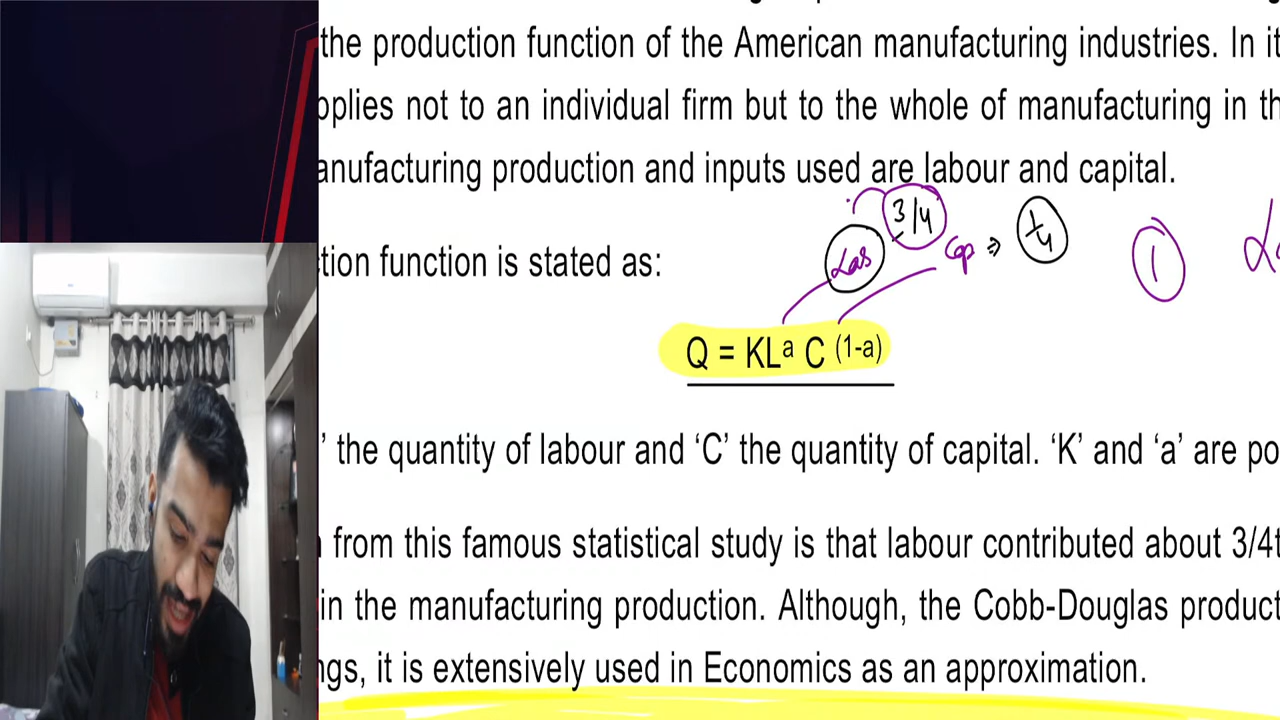 the production function of the American manufacturing industries. In it
pplies not to an individual firm but to the whole of manufacturing in th
anufacturing production and inputs used are labour and capital.
3/4
Lab Cap ⇒ 1/4
1
tion function is stated as:
Q = KLᵃ C ⁽¹⁻ᵃ⁾
’ the quantity of labour and ‘C’ the quantity of capital. ‘K’ and ‘a’ are po
from this famous statistical study is that labour contributed about 3/4t
in the manufacturing production. Although, the Cobb-Douglas product
ngs, it is extensively used in Economics as an approximation.